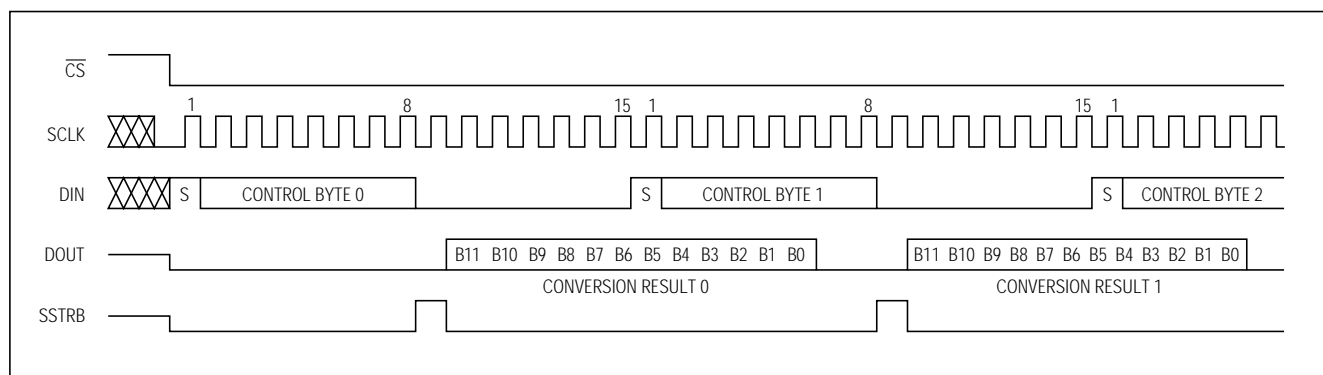 CS
1 8 15 1 8 15 1
SCLK
DIN S CONTROL BYTE 0 S CONTROL BYTE 1 S CONTROL BYTE 2
DOUT B11 B10 B9 B8 B7 B6 B5 B4 B3 B2 B1 B0 B11 B10 B9 B8 B7 B6 B5 B4 B3 B2 B1 B0
CONVERSION RESULT 0 CONVERSION RESULT 1
SSTRB